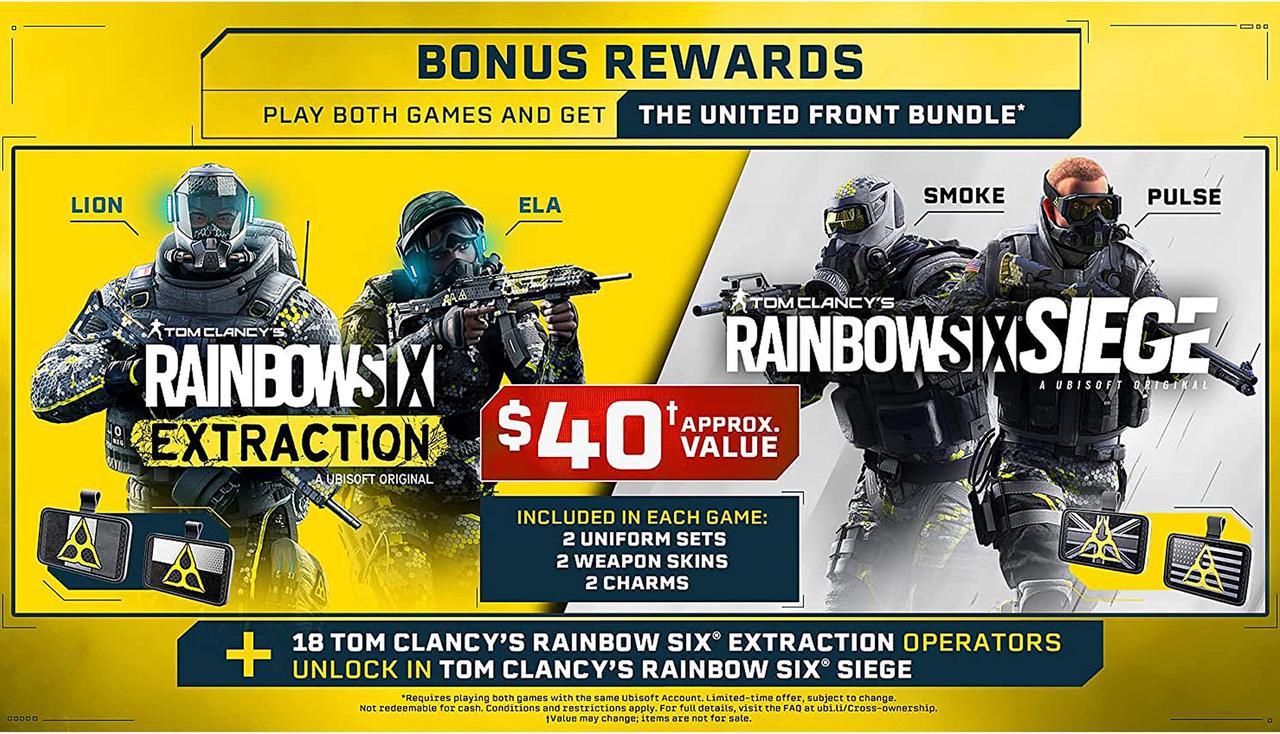 BONUS REWARDS
PLAY BOTH GAMES AND GET THE UNITED FRONT BUNDLE*
LION
ELA
SMOKE
PULSE
TOM CLANCY'S
RAINBOWSIX®
EXTRACTION
A UBISOFT ORIGINAL
TOM CLANCY'S
RAINBOWSIX SIEGE
A UBISOFT ORIGINAL
$40† APPROX.
VALUE
INCLUDED IN EACH GAME:
2 UNIFORM SETS
2 WEAPON SKINS
2 CHARMS
+ 18 TOM CLANCY'S RAINBOW SIX® EXTRACTION OPERATORS
UNLOCK IN TOM CLANCY'S RAINBOW SIX® SIEGE
*Requires playing both games with the same Ubisoft Account. Limited-time offer, subject to change.
Not redeemable for cash. Conditions and restrictions apply. For full details, visit the FAQ at ubi.li/Cross-ownership.
†Value may change; items are not for sale.